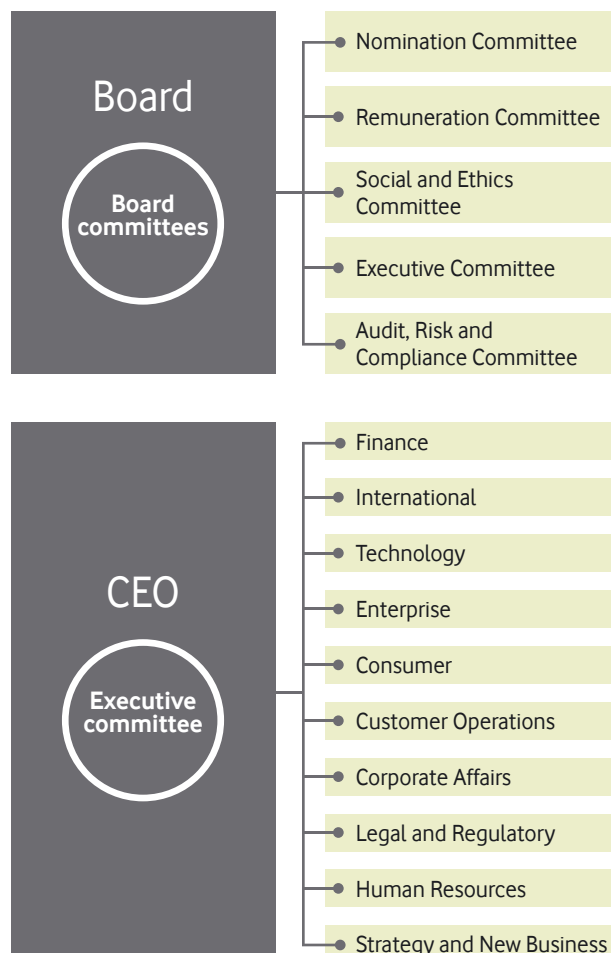 Board
Board
committees
Nomination Committee
Remuneration Committee
Social and Ethics
Committee
Executive Committee
Audit, Risk and
Compliance Committee
CEO
Executive
committee
Finance
International
Technology
Enterprise
Consumer
Customer Operations
Corporate Affairs
Legal and Regulatory
Human Resources
Strategy and New Business